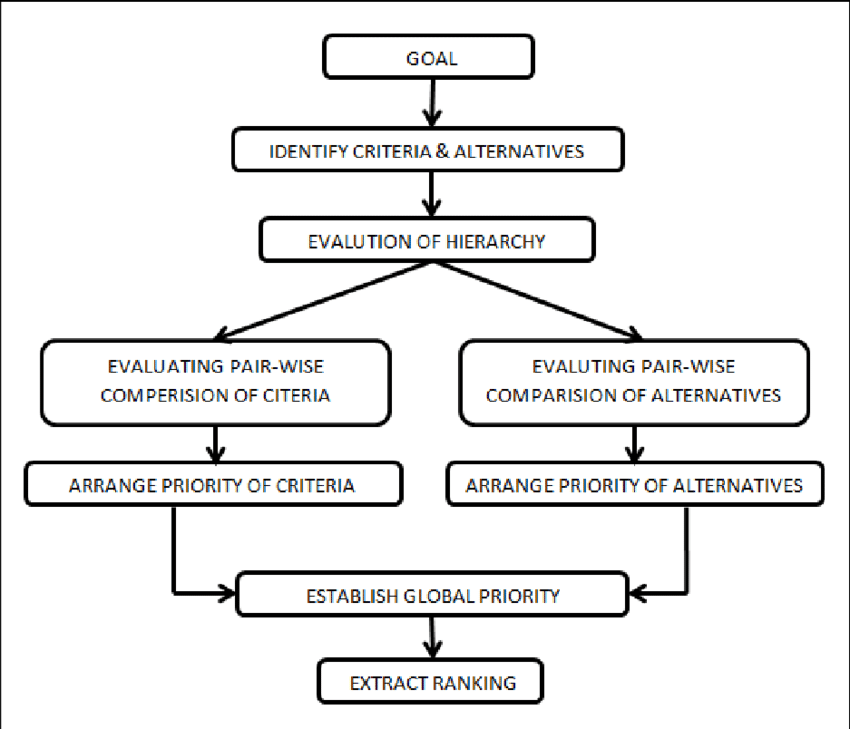 GOAL
IDENTIFY CRITERIA & ALTERNATIVES
EVALUTION OF HIERARCHY
EVALUATING PAIR-WISE
COMPERISION OF CITERIA
EVALUTING PAIR-WISE
COMPARISION OF ALTERNATIVES
ARRANGE PRIORITY OF CRITERIA
ARRANGE PRIORITY OF ALTERNATIVES
ESTABLISH GLOBAL PRIORITY
EXTRACT RANKING